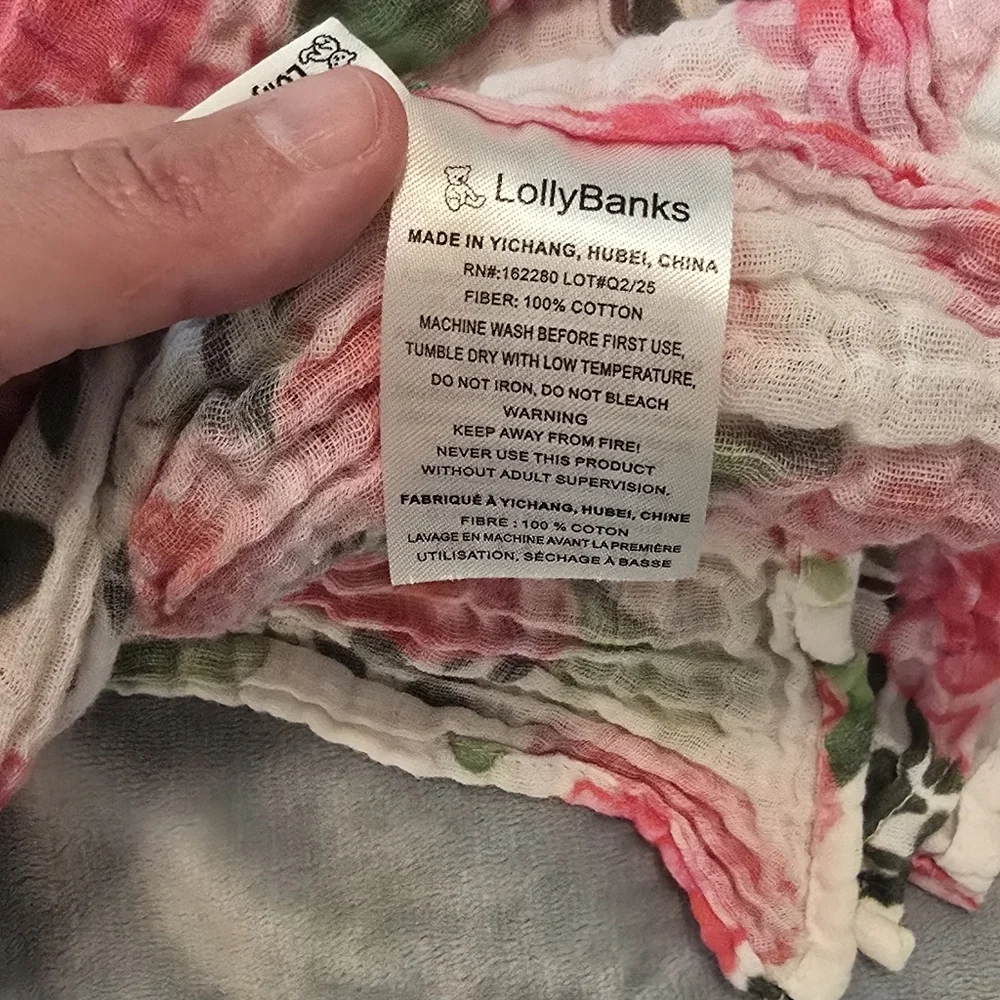 LollyBanks
MADE IN YICHANG, HUBEI, CHINA
RN#:162280 LOT#Q2/25
FIBER: 100% COTTON
MACHINE WASH BEFORE FIRST USE,
TUMBLE DRY WITH LOW TEMPERATURE,
DO NOT IRON, DO NOT BLEACH
WARNING
KEEP AWAY FROM FIRE!
NEVER USE THIS PRODUCT
WITHOUT ADULT SUPERVISION.
FABRIQUÉ À YICHANG, HUBEI, CHINE
FIBRE : 100 % COTON
LAVAGE EN MACHINE AVANT LA PREMIÈRE
UTILISATION, SÉCHAGE À BASSE